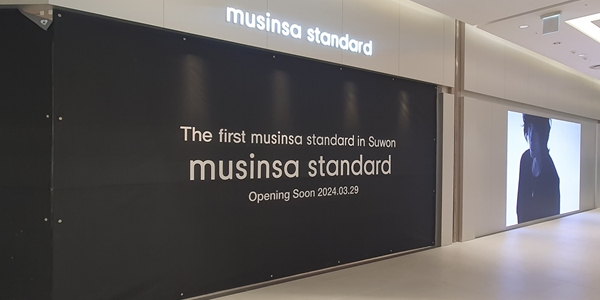 musinsa standard
The first musinsa standard in Suwon
musinsa standard
Opening Soon 2024.03.29